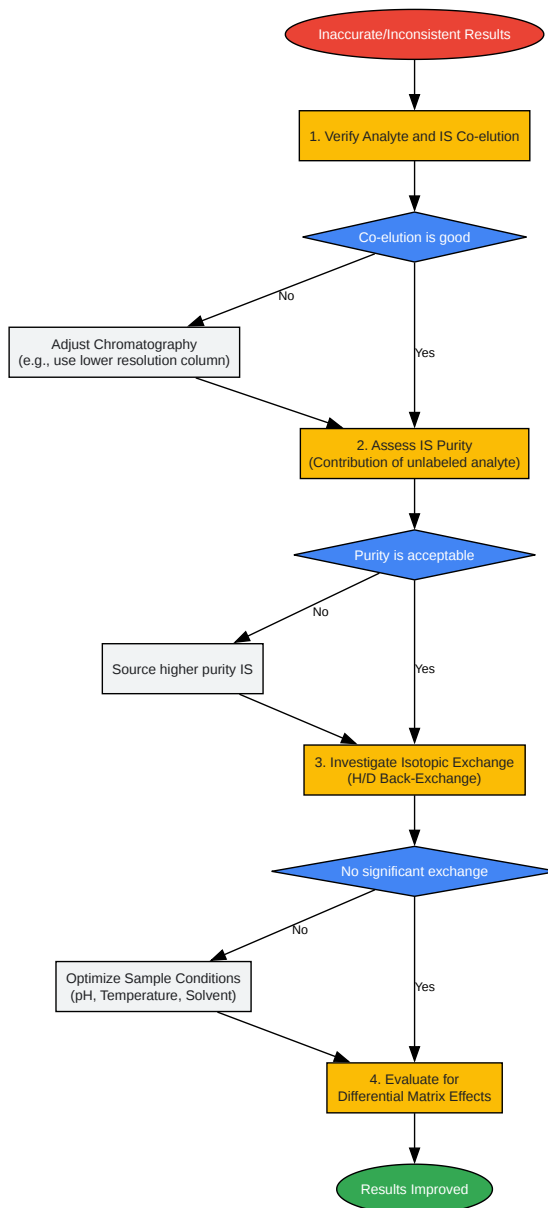 Inaccurate/Inconsistent Results
1. Verify Analyte and IS Co-elution
Co-elution is good
No
Adjust Chromatography
(e.g., use lower resolution column)
Yes
2. Assess IS Purity
(Contribution of unlabeled analyte)
Purity is acceptable
No
Source higher purity IS
Yes
3. Investigate Isotopic Exchange
(H/D Back-Exchange)
No significant exchange
No
Optimize Sample Conditions
(pH, Temperature, Solvent)
Yes
4. Evaluate for
Differential Matrix Effects
Results Improved